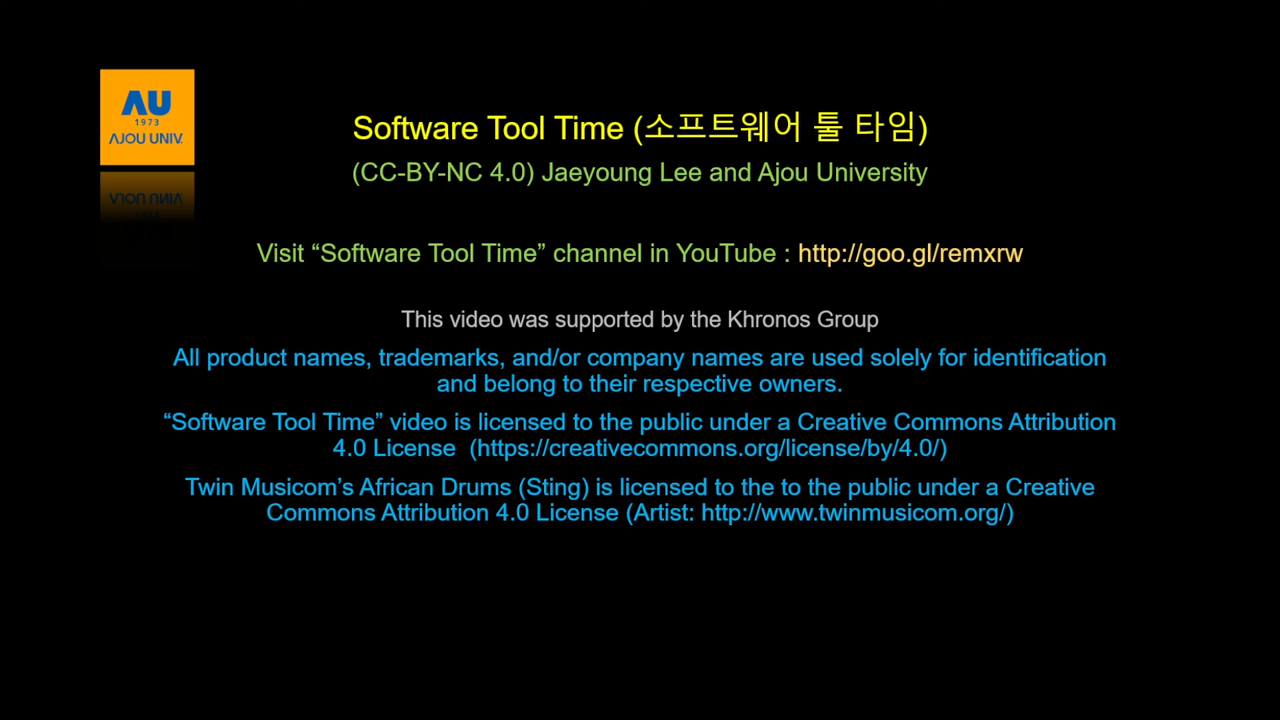 AU
1973
AJOU UNIV.
Software Tool Time (소프트웨어 툴 타임)
(CC-BY-NC 4.0) Jaeyoung Lee and Ajou University
Visit “Software Tool Time” channel in YouTube : http://goo.gl/remxrw
This video was supported by the Khronos Group
All product names, trademarks, and/or company names are used solely for identification
and belong to their respective owners.
“Software Tool Time” video is licensed to the public under a Creative Commons Attribution
4.0 License (https://creativecommons.org/license/by/4.0/)
Twin Musicom’s African Drums (Sting) is licensed to the to the public under a Creative
Commons Attribution 4.0 License (Artist: http://www.twinmusicom.org/)